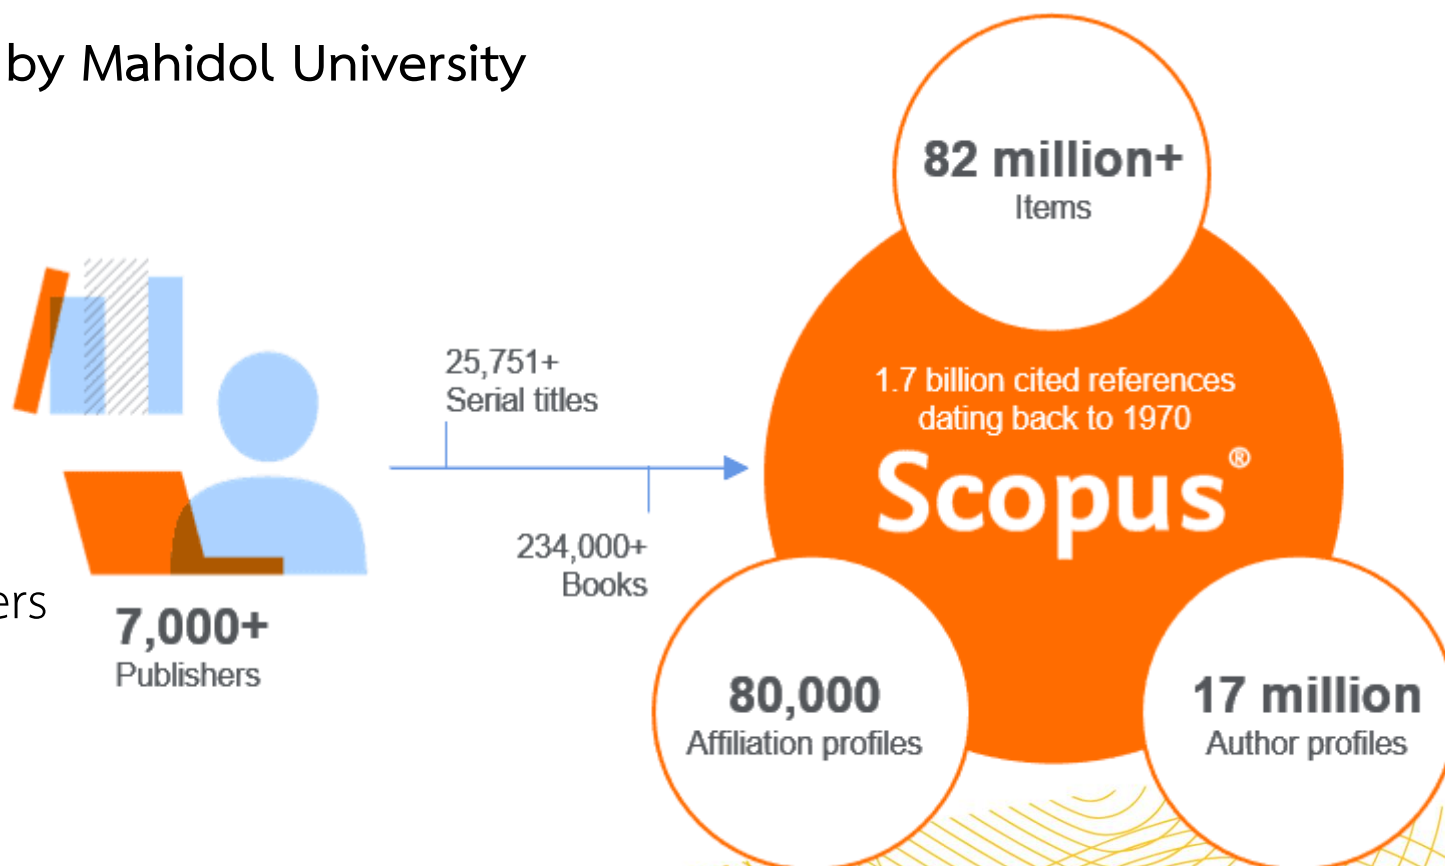 by Mahidol University
82 million+
Items
25,751+
Serial titles
1.7 billion cited references
dating back to 1970
Scopus®
234,000+
Books
ers
7,000+
Publishers
80,000
Affiliation profiles
17 million
Author profiles